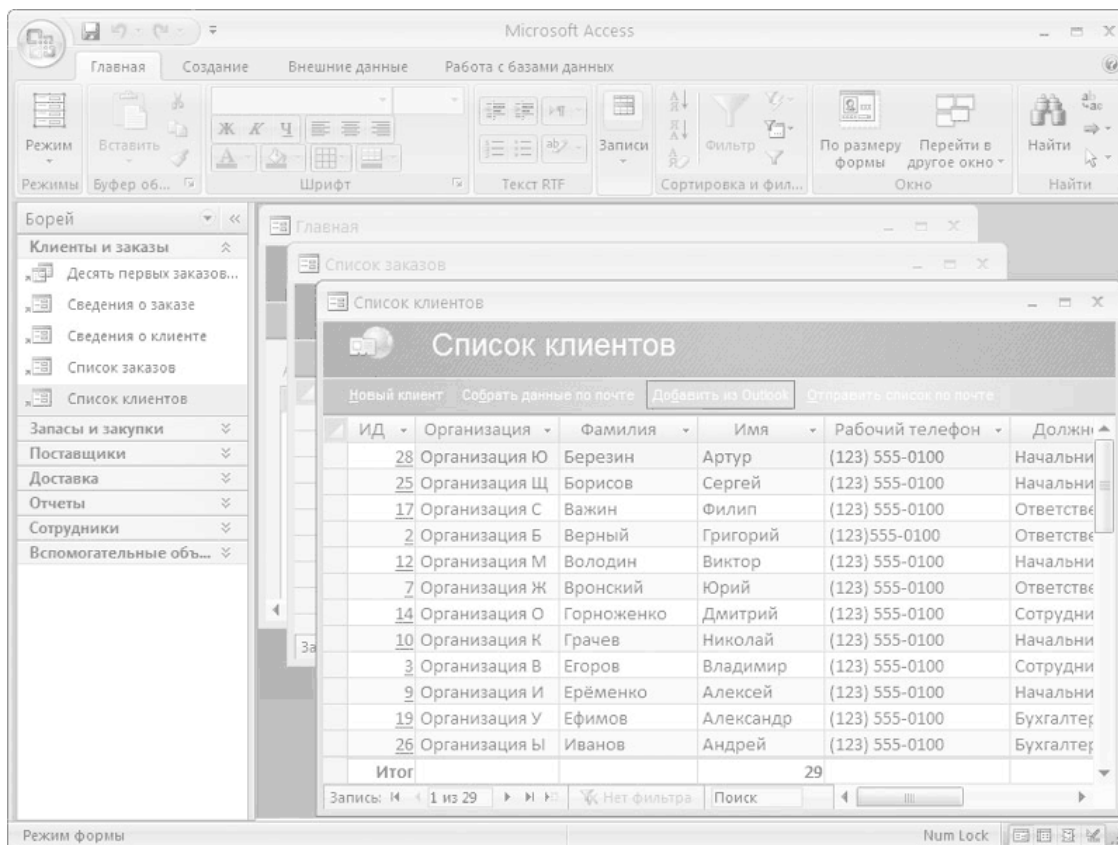 Microsoft Access
Главная Создание Внешние данные Работа с базами данных
Режим Вставить Ж К Ч Записи Фильтр По размеру формы Перейти в другое окно Найти
Режимы Буфер об... Шрифт Текст RTF Сортировка и фил... Окно Найти
Борей
Клиенты и заказы
Десять первых заказов...
Сведения о заказе
Сведения о клиенте
Список заказов
Список клиентов
Запасы и закупки
Поставщики
Доставка
Отчеты
Сотрудники
Вспомогательные объ...
Главная
Список заказов
За
Список клиентов
Список клиентов
Новый клиент Собрать данные по почте Добавить из Outlook Отправить список по почте
ИД Организация Фамилия Имя Рабочий телефон Должн
28 Организация Ю Березин Артур (123) 555-0100 Начальни
25 Организация Щ Борисов Сергей (123) 555-0100 Начальни
17 Организация С Важин Филип (123) 555-0100 Ответстве
2 Организация Б Верный Григорий (123)555-0100 Ответстве
12 Организация М Володин Виктор (123) 555-0100 Начальни
7 Организация Ж Вронский Юрий (123) 555-0100 Ответстве
14 Организация О Горноженко Дмитрий (123) 555-0100 Сотрудни
10 Организация К Грачев Николай (123) 555-0100 Начальни
3 Организация В Егоров Владимир (123) 555-0100 Сотрудни
9 Организация И Ерёменко Алексей (123) 555-0100 Начальни
19 Организация У Ефимов Александр (123) 555-0100 Бухгалтер
26 Организация Ы Иванов Андрей (123) 555-0100 Бухгалтер
Итог 29
Запись: 1 из 29 Нет фильтра Поиск
Режим формы Num Lock